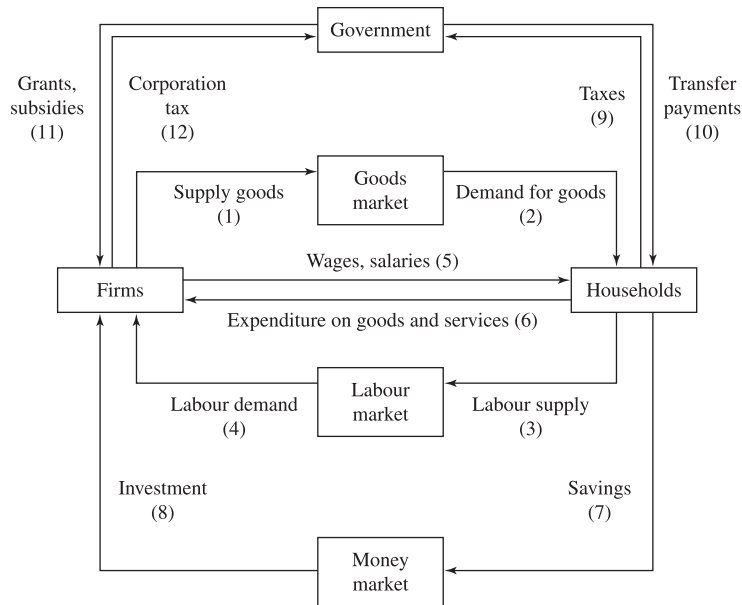 Government
Grants,
subsidies
(11)
Corporation
tax
(12)
Taxes
(9)
Transfer
payments
(10)
Goods
market
Supply goods
(1)
Demand for goods
(2)
Wages, salaries (5)
Firms
Households
Expenditure on goods and services (6)
Labour
market
Labour demand
(4)
Labour supply
(3)
Investment
(8)
Savings
(7)
Money
market